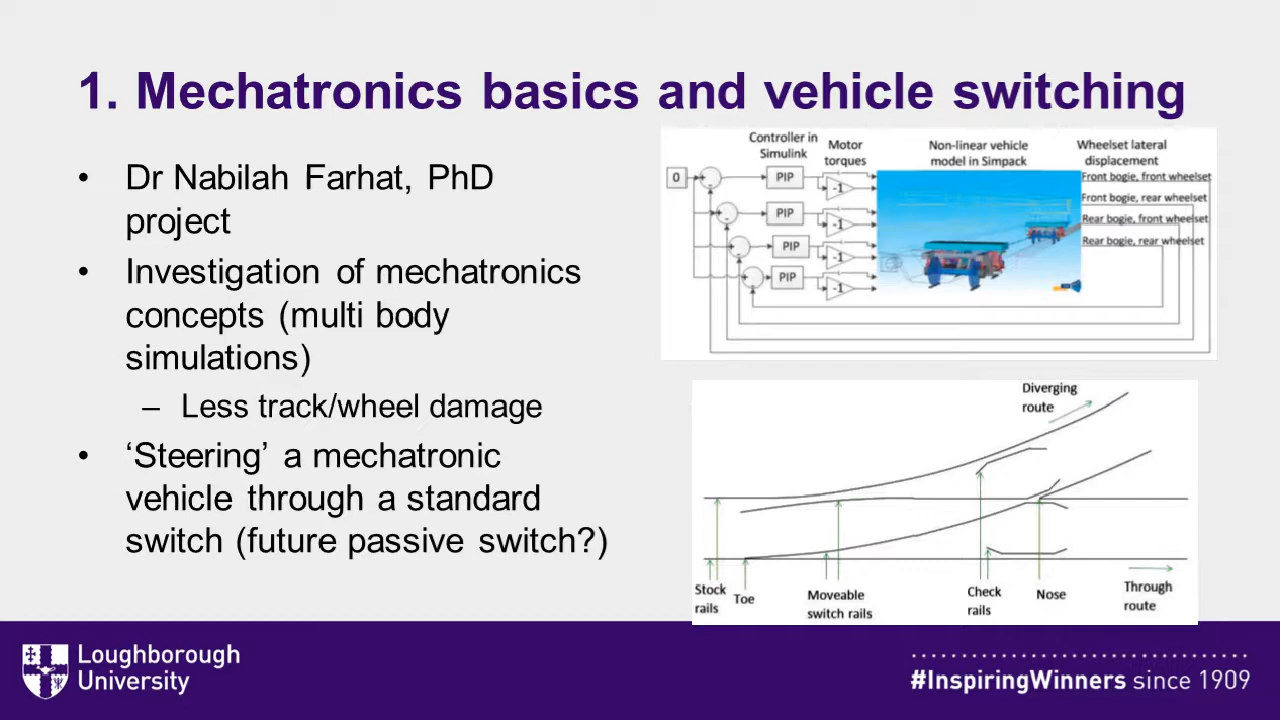 1. Mechatronics basics and vehicle switching
• Dr Nabilah Farhat, PhD
project
• Investigation of mechatronics
concepts (multi body
simulations)
– Less track/wheel damage
• ‘Steering’ a mechatronic
vehicle through a standard
switch (future passive switch?)
Controller in
Simulink
Motor
torques
Non-linear vehicle
model in Simpack
Wheelset lateral
displacement
0
PIP
-1
Front bogie, front wheelset
Front bogie, rear wheelset
PIP
-1
Rear bogie, front wheelset
PIP
-1
Rear bogie, rear wheelset
PIP
-1
Diverging
route
Stock
rails
Toe
Moveable
switch rails
Check
rails
Nose
Through
route
Loughborough
University
#InspiringWinners since 1909